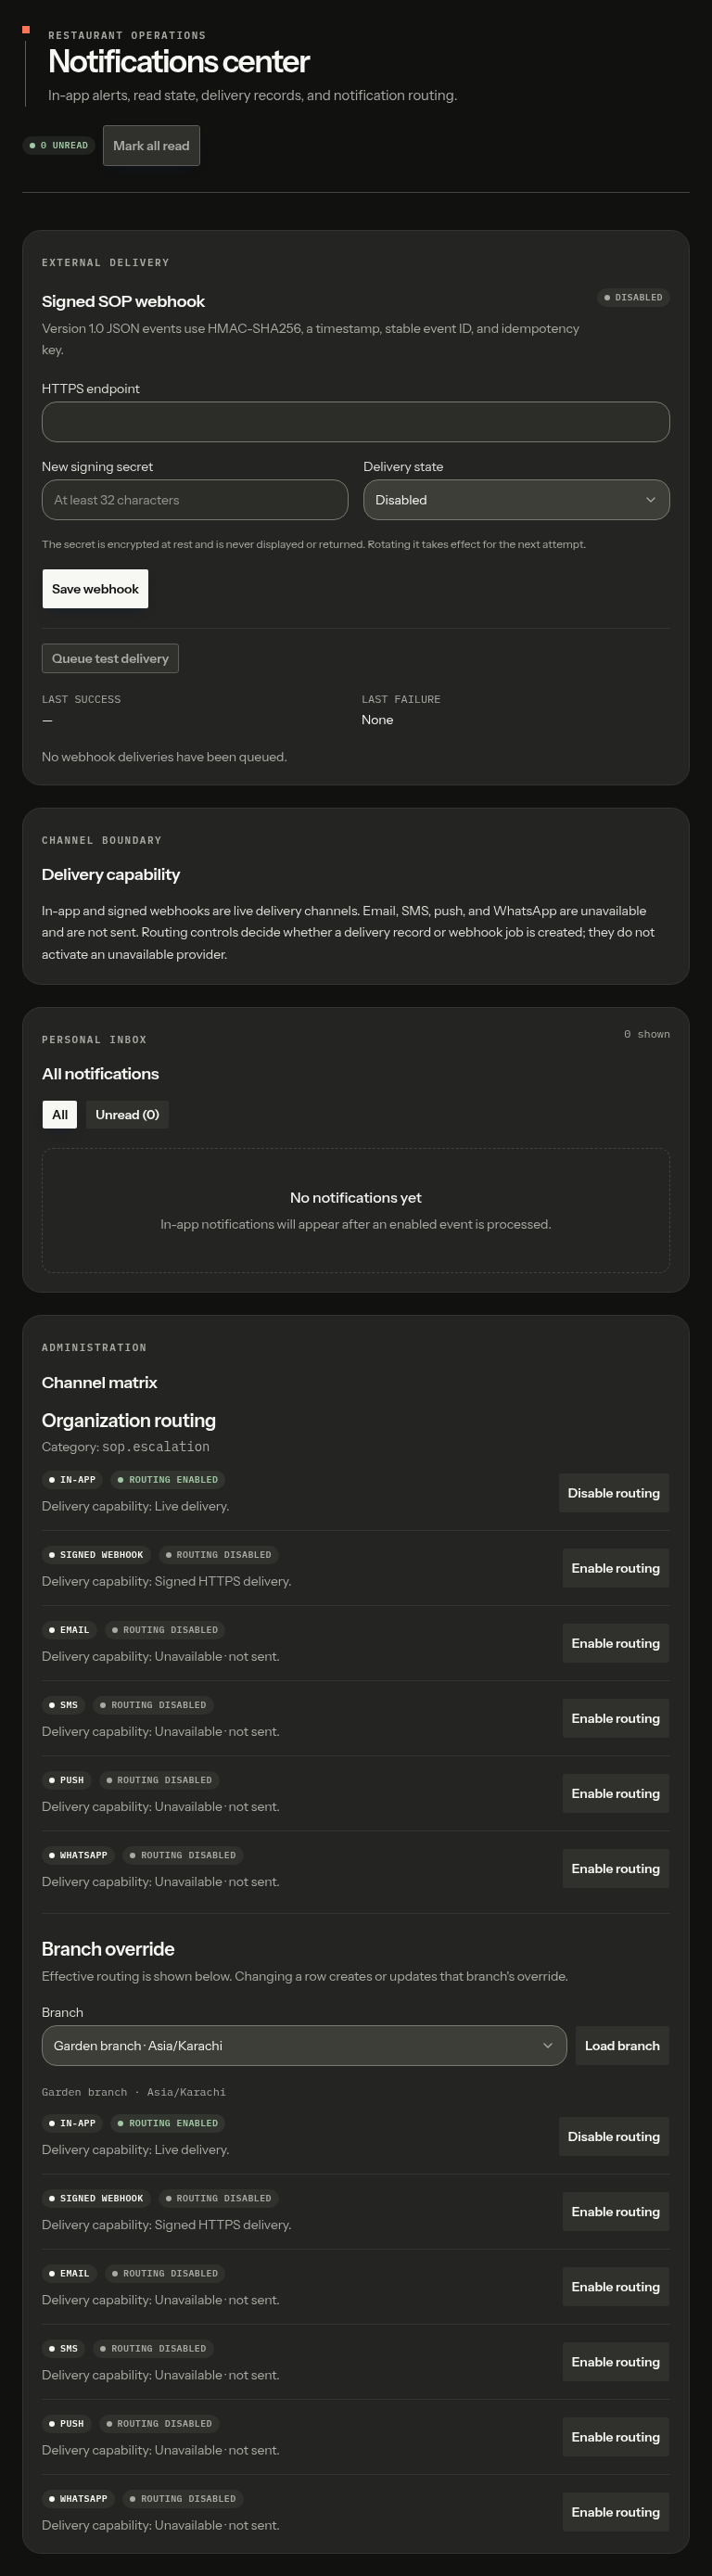 RESTAURANT OPERATIONS
Notifications center
In-app alerts, read state, delivery records, and notification routing.
0 UNREAD
Mark all read
EXTERNAL DELIVERY
Signed SOP webhook
DISABLED
Version 1.0 JSON events use HMAC-SHA256, a timestamp, stable event ID, and idempotency
key.
HTTPS endpoint
New signing secret
Delivery state
At least 32 characters
Disabled
The secret is encrypted at rest and is never displayed or returned. Rotating it takes effect for the next attempt.
Save webhook
Queue test delivery
LAST SUCCESS
LAST FAILURE
—
None
No webhook deliveries have been queued.
CHANNEL BOUNDARY
Delivery capability
In-app and signed webhooks are live delivery channels. Email, SMS, push, and WhatsApp are unavailable
and are not sent. Routing controls decide whether a delivery record or webhook job is created; they do not
activate an unavailable provider.
PERSONAL INBOX
0 shown
All notifications
All
Unread (0)
No notifications yet
In-app notifications will appear after an enabled event is processed.
ADMINISTRATION
Channel matrix
Organization routing
Category: sop.escalation
IN-APP
ROUTING ENABLED
Delivery capability: Live delivery.
Disable routing
SIGNED WEBHOOK
ROUTING DISABLED
Delivery capability: Signed HTTPS delivery.
Enable routing
EMAIL
ROUTING DISABLED
Delivery capability: Unavailable · not sent.
Enable routing
SMS
ROUTING DISABLED
Delivery capability: Unavailable · not sent.
Enable routing
PUSH
ROUTING DISABLED
Delivery capability: Unavailable · not sent.
Enable routing
WHATSAPP
ROUTING DISABLED
Delivery capability: Unavailable · not sent.
Enable routing
Branch override
Effective routing is shown below. Changing a row creates or updates that branch's override.
Branch
Garden branch · Asia/Karachi
Load branch
Garden branch · Asia/Karachi
IN-APP
ROUTING ENABLED
Delivery capability: Live delivery.
Disable routing
SIGNED WEBHOOK
ROUTING DISABLED
Delivery capability: Signed HTTPS delivery.
Enable routing
EMAIL
ROUTING DISABLED
Delivery capability: Unavailable · not sent.
Enable routing
SMS
ROUTING DISABLED
Delivery capability: Unavailable · not sent.
Enable routing
PUSH
ROUTING DISABLED
Delivery capability: Unavailable · not sent.
Enable routing
WHATSAPP
ROUTING DISABLED
Delivery capability: Unavailable · not sent.
Enable routing